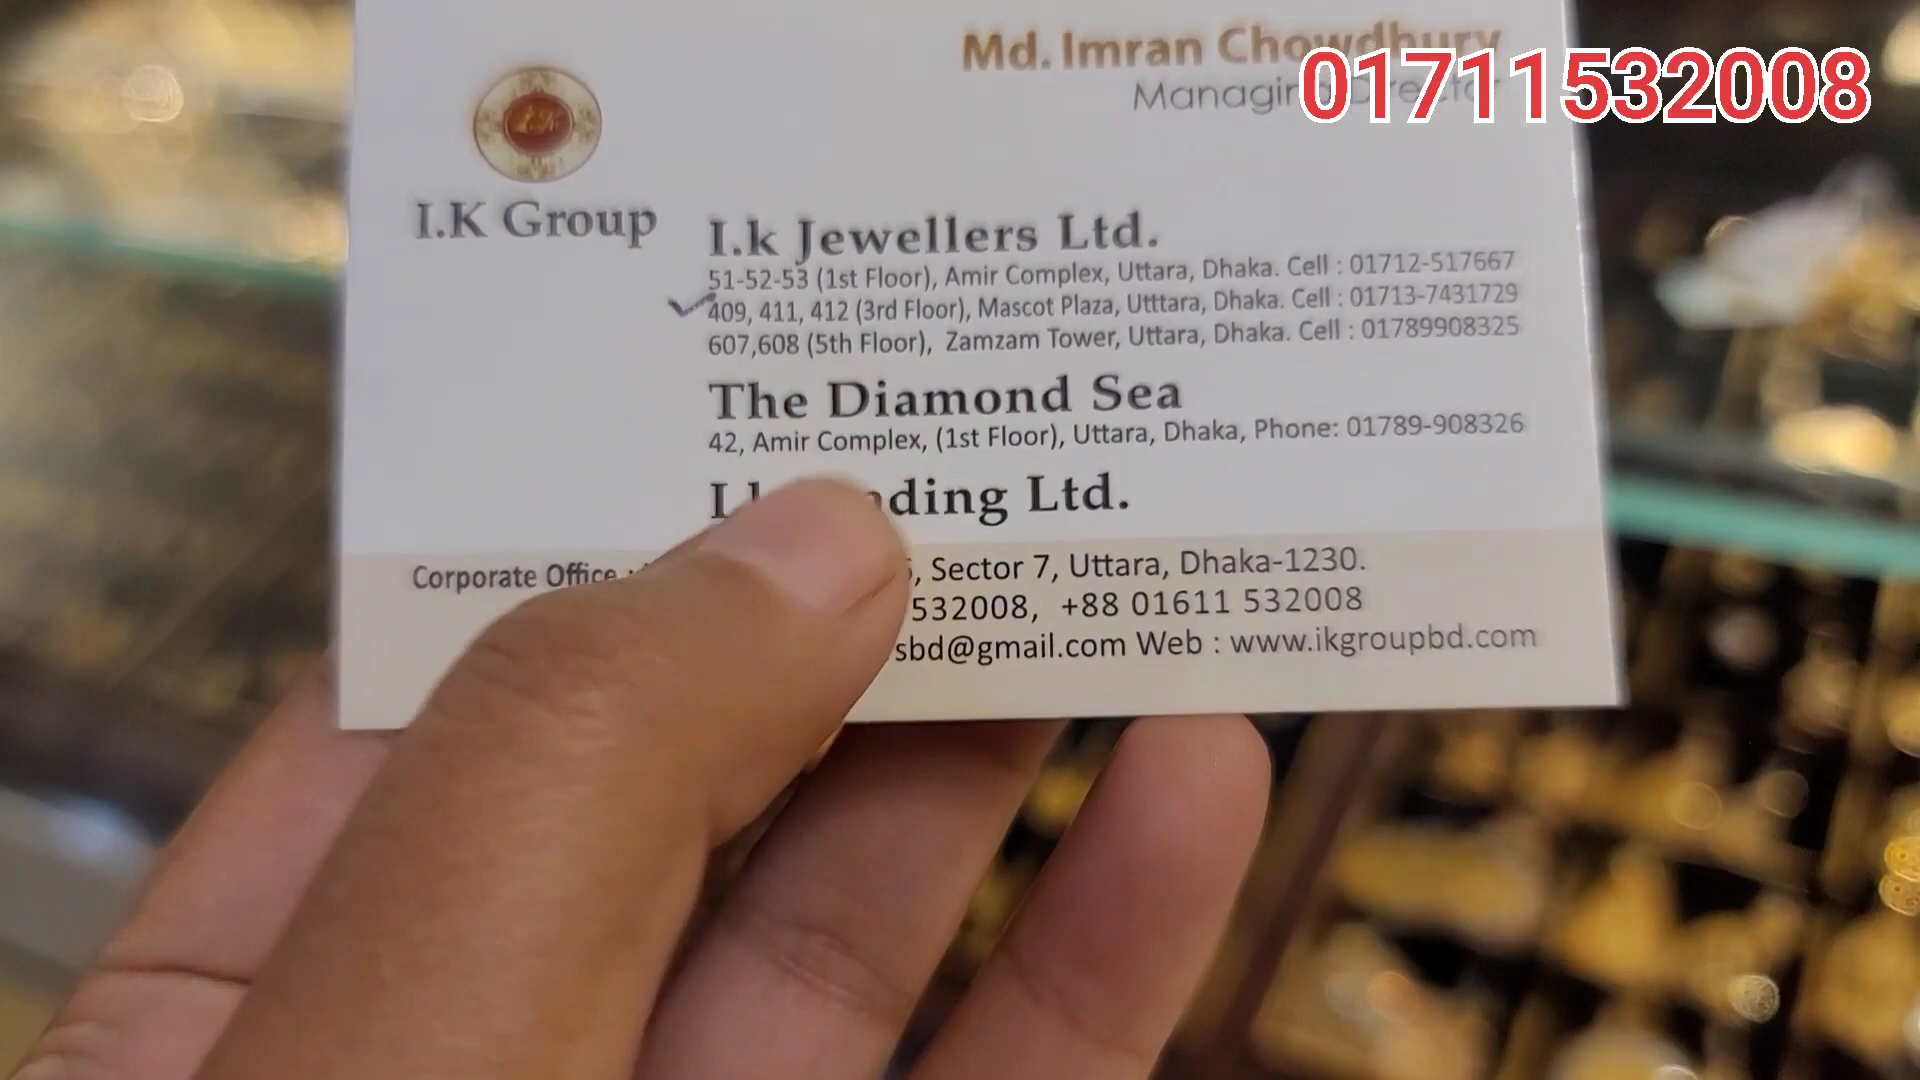 Md. Imran Chowdhury
01711532008
Managing
I.K Group
I.k Jewellers Ltd.
51-52-53 (1st Floor), Amir Complex, Uttara, Dhaka. Cell : 01712-517667
409, 411, 412 (3rd Floor), Mascot Plaza, Utttara, Dhaka. Cell : 01713-7431729
607,608 (5th Floor), Zamzam Tower, Uttara, Dhaka. Cell : 01789908325
The Diamond Sea
42, Amir Complex, (1st Floor), Uttara, Dhaka, Phone: 01789-908326
Ltd.
Corporate Office : , Sector 7, Uttara, Dhaka-1230.
532008, +88 01611 532008
sbd@gmail.com Web : www.ikgroupbd.com